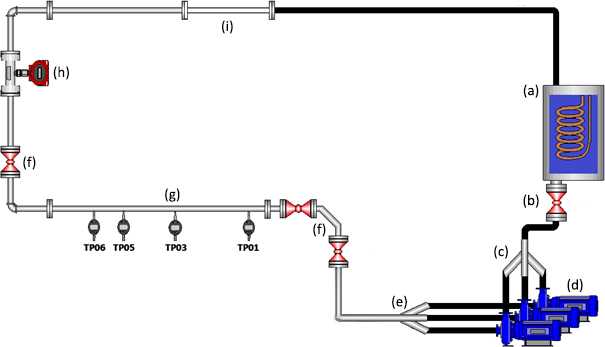 (i)
(h)
(a)
(f)
(g)
(b)
(f)
(c)
TP06 TP05 TP03 TP01
(d)
(e)